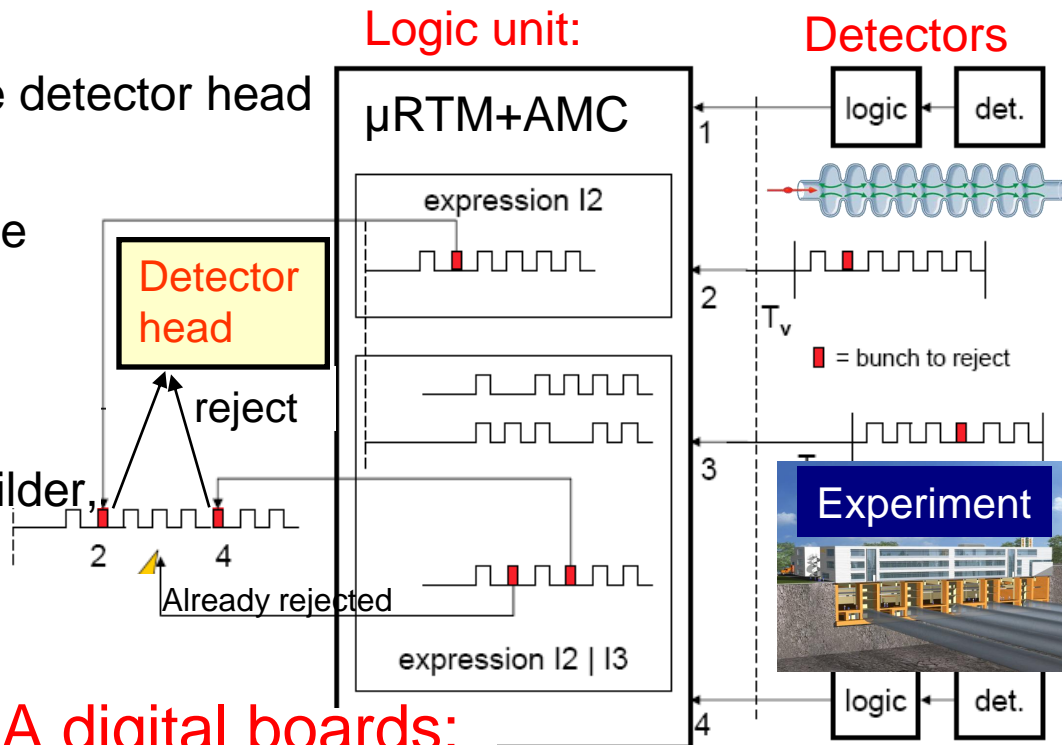 Logic unit:
Detectors
e detector head
µRTM+AMC
1
logic
det.
e
expression I2
Detector
head
2
Tv
= bunch to reject
reject
3
ilder,
Experiment
2
4
Already rejected
expression I2 | I3
logic
det.
A digital boards:
4